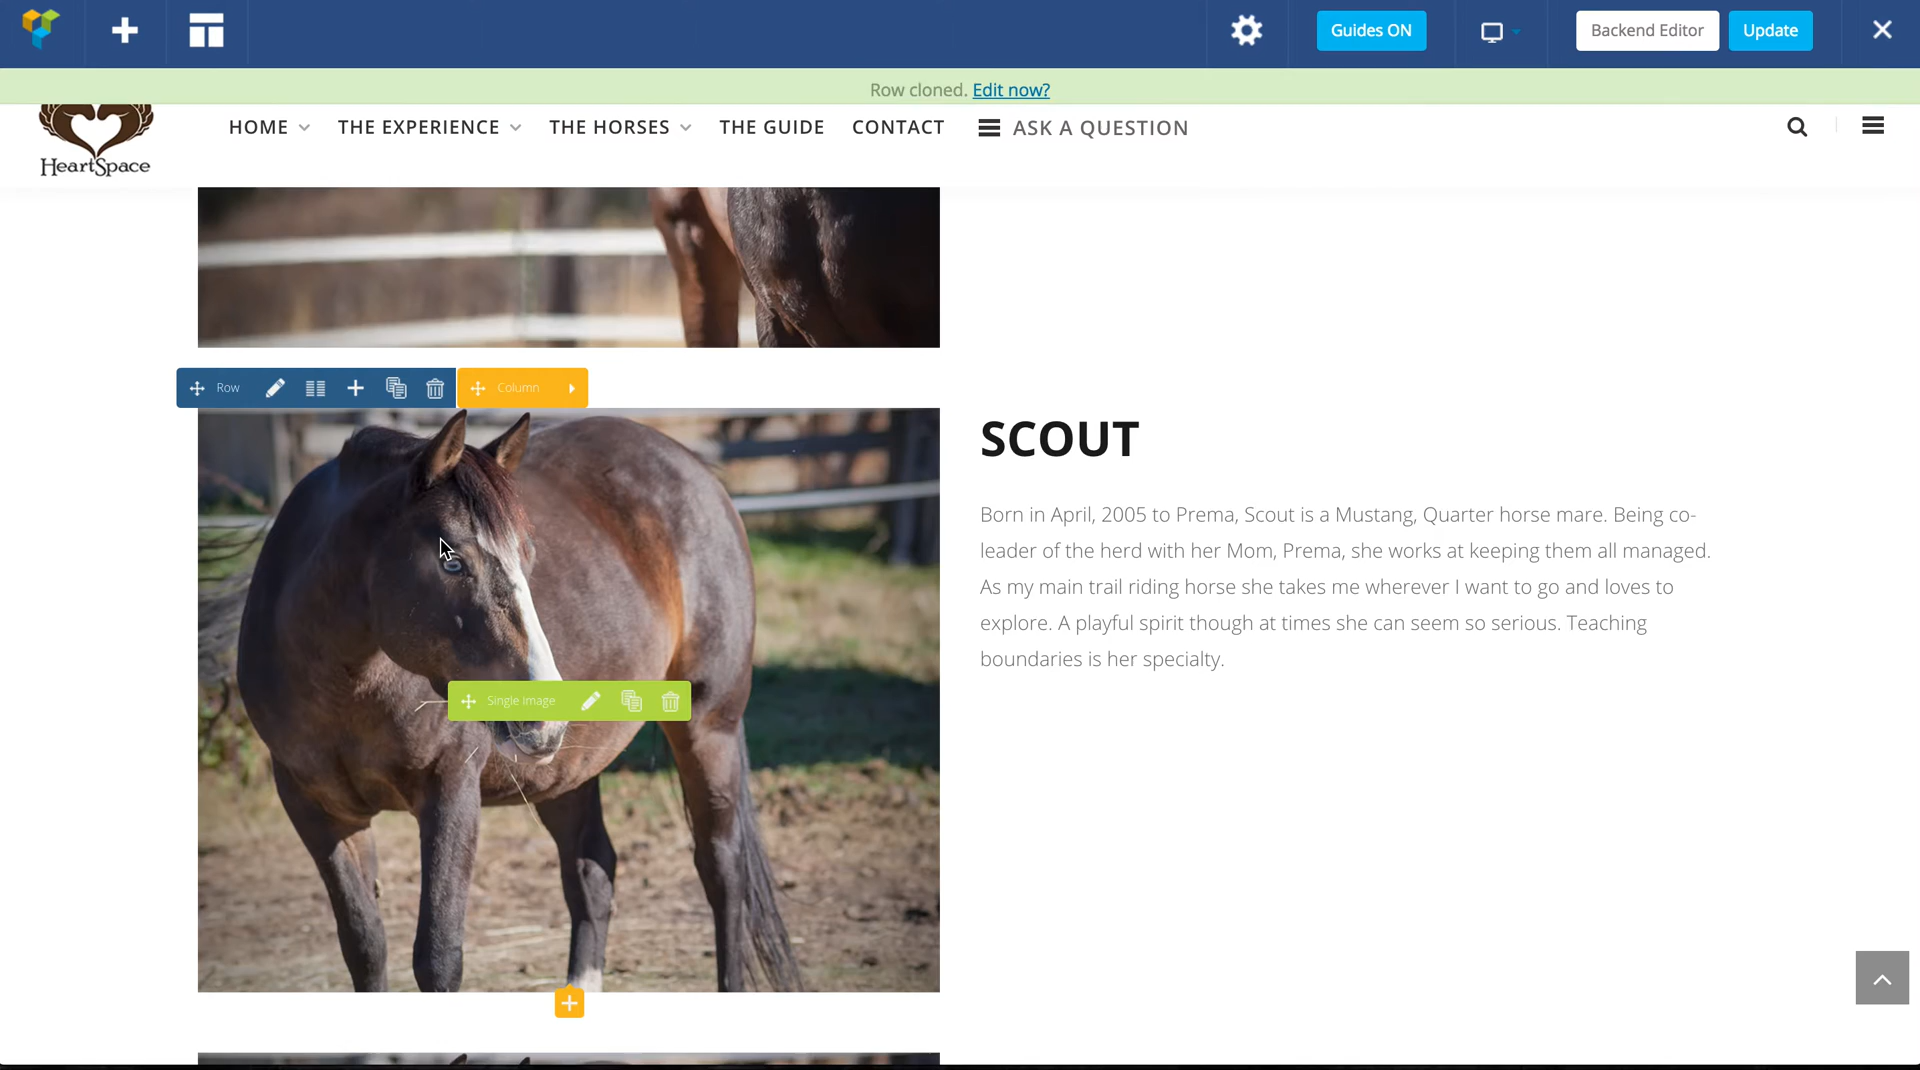 Guides ON
Backend Editor
Update
Row cloned. Edit now?
HeartSpace
HOME
THE EXPERIENCE
THE HORSES
THE GUIDE
CONTACT
ASK A QUESTION
Row
Column
SCOUT
Born in April, 2005 to Prema, Scout is a Mustang, Quarter horse mare. Being co-
leader of the herd with her Mom, Prema, she works at keeping them all managed.
As my main trail riding horse she takes me wherever I want to go and loves to
explore. A playful spirit though at times she can seem so serious. Teaching
boundaries is her specialty.
Single image